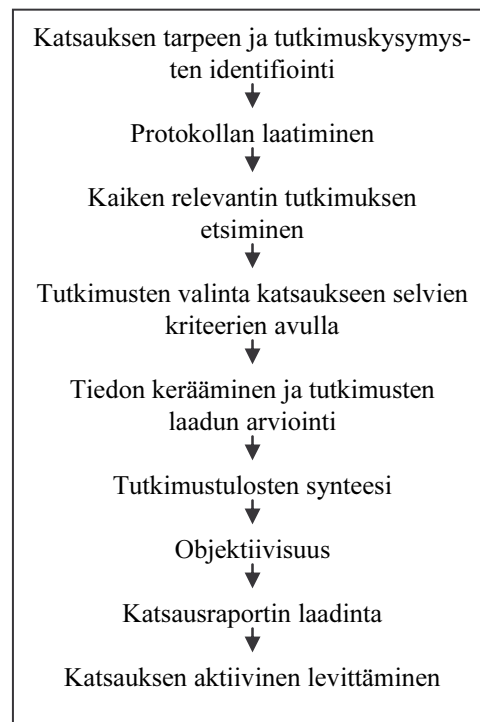 Katsauksen tarpeen ja tutkimuskysymys-
ten identifiointi
Protokollan laatiminen
Kaiken relevantin tutkimuksen
etsiminen
Tutkimusten valinta katsaukseen selvien
kriteerien avulla
Tiedon kerääminen ja tutkimusten
laadun arviointi
Tutkimustulosten synteesi
Objektiivisuus
Katsausraportin laadinta
Katsauksen aktiivinen levittäminen